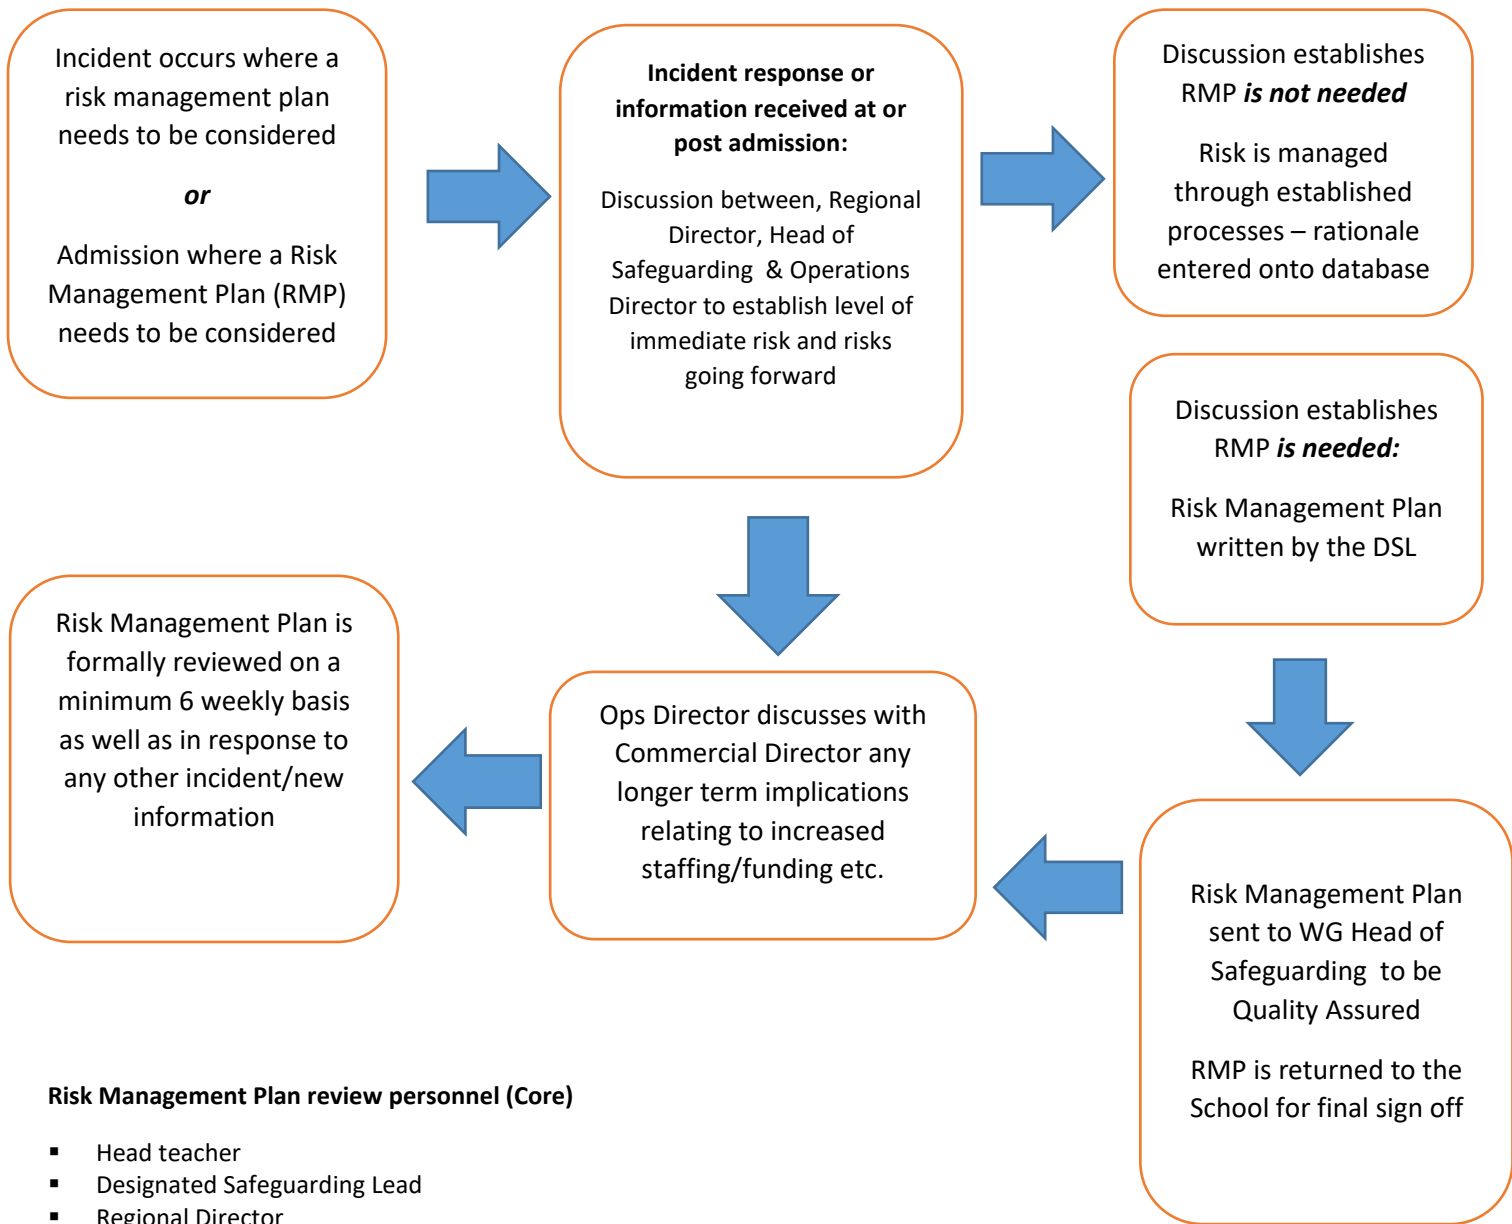 Incident occurs where a
risk management plan
needs to be considered
or
Admission where a Risk
Management Plan (RMP)
needs to be considered
Incident response or
information received at or
post admission:
Discussion between, Regional
Director, Head of
Safeguarding & Operations
Director to establish level of
immediate risk and risks
going forward
Discussion establishes
RMP is not needed
Risk is managed
through established
processes – rationale
entered onto database
Discussion establishes
RMP is needed:
Risk Management Plan
written by the DSL
Risk Management Plan is
formally reviewed on a
minimum 6 weekly basis
as well as in response to
any other incident/new
information
Ops Director discusses with
Commercial Director any
longer term implications
relating to increased
staffing/funding etc.
Risk Management Plan
sent to WG Head of
Safeguarding to be
Quality Assured
RMP is returned to the
School for final sign off
Risk Management Plan review personnel (Core)
▪ Head teacher
▪ Designated Safeguarding Lead
▪ Regional Director